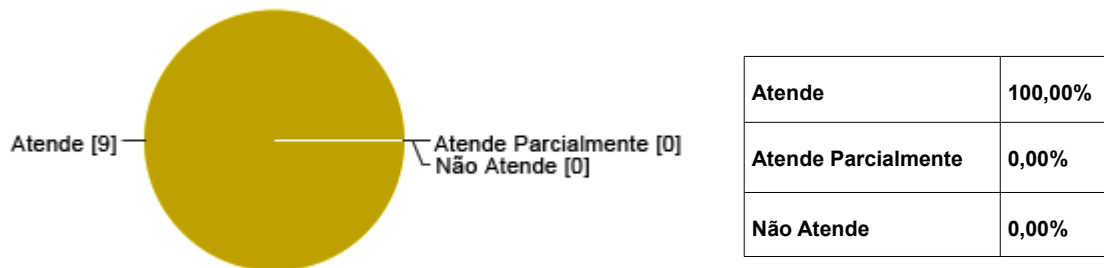 Atende [9]
Atende Parcialmente [0]
Não Atende [0]
Atende 100,00%
Atende Parcialmente 0,00%
Não Atende 0,00%